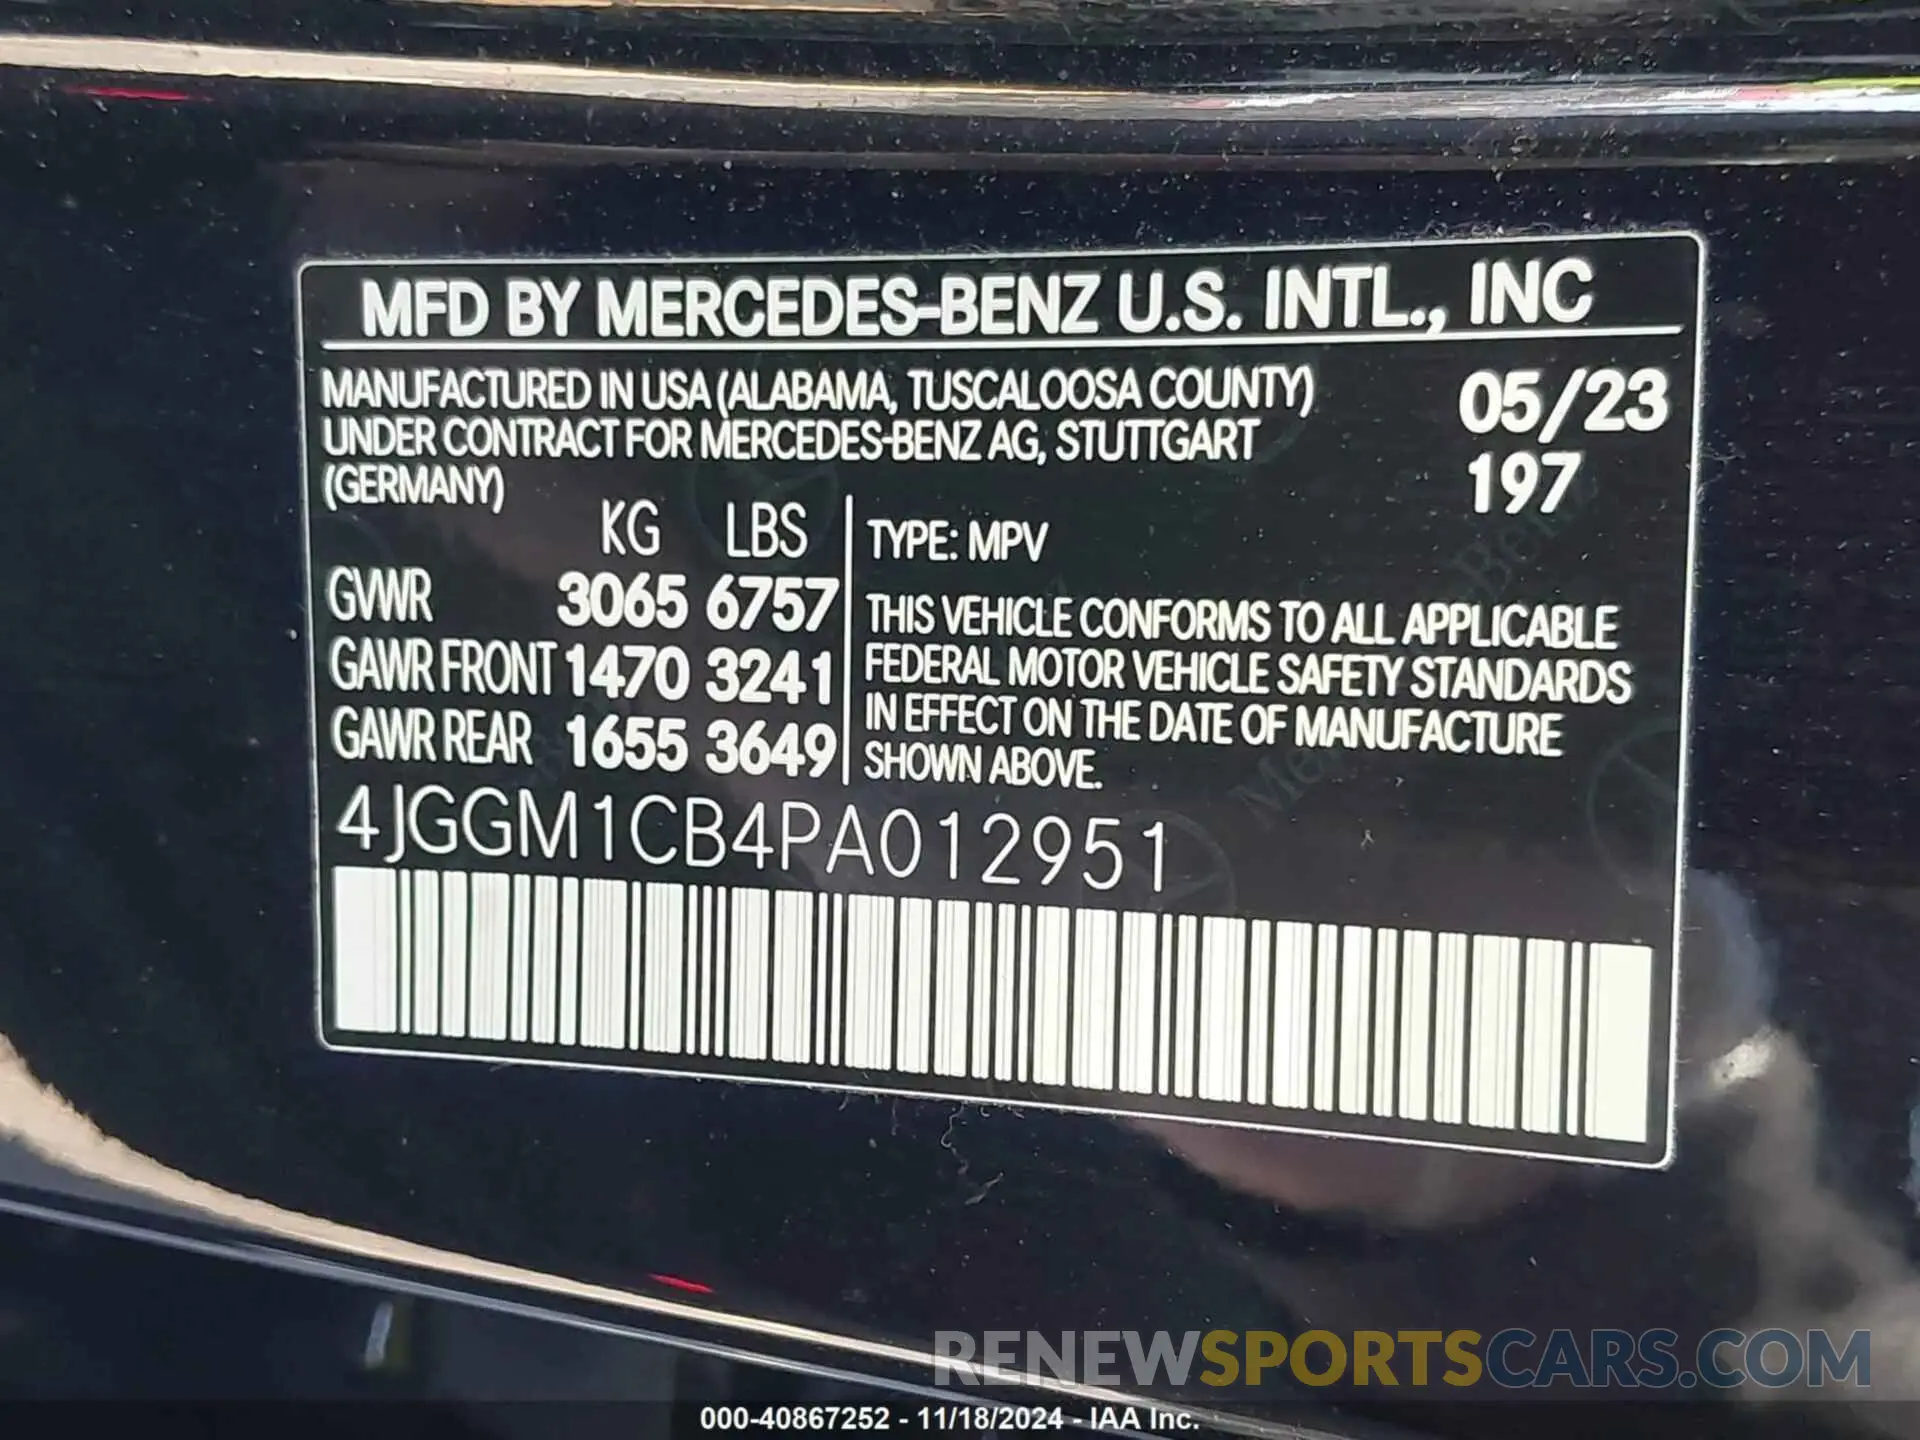 MFD BY MERCEDES-BENZ U.S. INTL., INC
MANUFACTURED IN USA (ALABAMA, TUSCALOOSA COUNTY)
UNDER CONTRACT FOR MERCEDES-BENZ AG, STUTTGART
(GERMANY)
05/23
197
KG LBS
GVWR 3065 6757
GAWR FRONT 1470 3241
GAWR REAR 1655 3649
TYPE: MPV
THIS VEHICLE CONFORMS TO ALL APPLICABLE
FEDERAL MOTOR VEHICLE SAFETY STANDARDS
IN EFFECT ON THE DATE OF MANUFACTURE
SHOWN ABOVE.
4JGGM1CB4PA012951
RENEWSPORTSCARS.COM
000-40867252 - 11/18/2024 - IAA Inc.